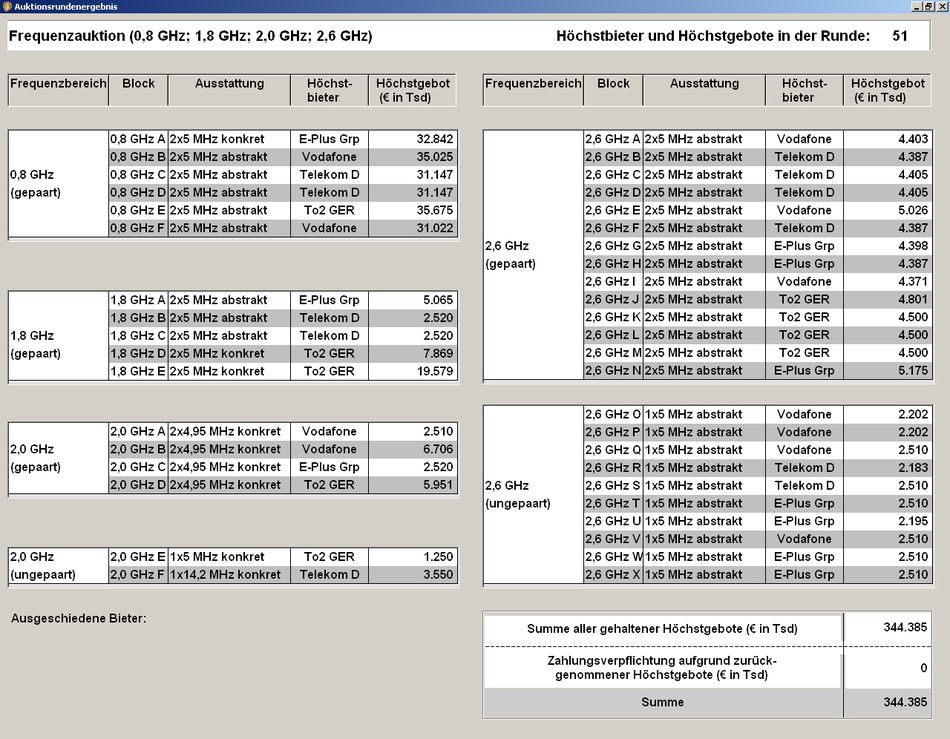 Auktionsrundenergebnis
Frequenzauktion (0,8 GHz; 1,8 GHz; 2,0 GHz; 2,6 GHz) Höchstbieter und Höchstgebote in der Runde: 51
Frequenzbereich Block Ausstattung Höchst-bieter Höchstgebot (€ in Tsd)
0,8 GHz (gepaart)
0,8 GHz A 2x5 MHz konkret E-Plus Grp 32.842
0,8 GHz B 2x5 MHz abstrakt Vodafone 35.025
0,8 GHz C 2x5 MHz abstrakt Telekom D 31.147
0,8 GHz D 2x5 MHz abstrakt Telekom D 31.147
0,8 GHz E 2x5 MHz abstrakt To2 GER 35.675
0,8 GHz F 2x5 MHz abstrakt Vodafone 31.022
1,8 GHz (gepaart)
1,8 GHz A 2x5 MHz abstrakt E-Plus Grp 5.065
1,8 GHz B 2x5 MHz abstrakt Telekom D 2.520
1,8 GHz C 2x5 MHz abstrakt Telekom D 2.520
1,8 GHz D 2x5 MHz konkret To2 GER 7.869
1,8 GHz E 2x5 MHz konkret To2 GER 19.579
2,0 GHz (gepaart)
2,0 GHz A 2x4,95 MHz konkret Vodafone 2.510
2,0 GHz B 2x4,95 MHz konkret Vodafone 6.706
2,0 GHz C 2x4,95 MHz konkret E-Plus Grp 2.520
2,0 GHz D 2x4,95 MHz konkret To2 GER 5.951
2,0 GHz (ungepaart)
2,0 GHz E 1x5 MHz konkret To2 GER 1.250
2,0 GHz F 1x14,2 MHz konkret Telekom D 3.550
Ausgeschiedene Bieter:
Frequenzbereich Block Ausstattung Höchst-bieter Höchstgebot (€ in Tsd)
2,6 GHz (gepaart)
2,6 GHz A 2x5 MHz abstrakt Vodafone 4.403
2,6 GHz B 2x5 MHz abstrakt Telekom D 4.387
2,6 GHz C 2x5 MHz abstrakt Telekom D 4.405
2,6 GHz D 2x5 MHz abstrakt Telekom D 4.405
2,6 GHz E 2x5 MHz abstrakt Vodafone 5.026
2,6 GHz F 2x5 MHz abstrakt Telekom D 4.387
2,6 GHz G 2x5 MHz abstrakt E-Plus Grp 4.398
2,6 GHz H 2x5 MHz abstrakt E-Plus Grp 4.387
2,6 GHz I 2x5 MHz abstrakt Vodafone 4.371
2,6 GHz J 2x5 MHz abstrakt To2 GER 4.801
2,6 GHz K 2x5 MHz abstrakt To2 GER 4.500
2,6 GHz L 2x5 MHz abstrakt To2 GER 4.500
2,6 GHz M 2x5 MHz abstrakt To2 GER 4.500
2,6 GHz N 2x5 MHz abstrakt E-Plus Grp 5.175
2,6 GHz (ungepaart)
2,6 GHz O 1x5 MHz abstrakt Vodafone 2.202
2,6 GHz P 1x5 MHz abstrakt Vodafone 2.202
2,6 GHz Q 1x5 MHz abstrakt Vodafone 2.510
2,6 GHz R 1x5 MHz abstrakt Telekom D 2.183
2,6 GHz S 1x5 MHz abstrakt Telekom D 2.510
2,6 GHz T 1x5 MHz abstrakt E-Plus Grp 2.510
2,6 GHz U 1x5 MHz abstrakt E-Plus Grp 2.195
2,6 GHz V 1x5 MHz abstrakt Vodafone 2.510
2,6 GHz W 1x5 MHz abstrakt E-Plus Grp 2.510
2,6 GHz X 1x5 MHz abstrakt E-Plus Grp 2.510
Summe aller gehaltener Höchstgebote (€ in Tsd) 344.385
Zahlungsverpflichtung aufgrund zurück-
genommener Höchstgebote (€ in Tsd) 0
Summe 344.385